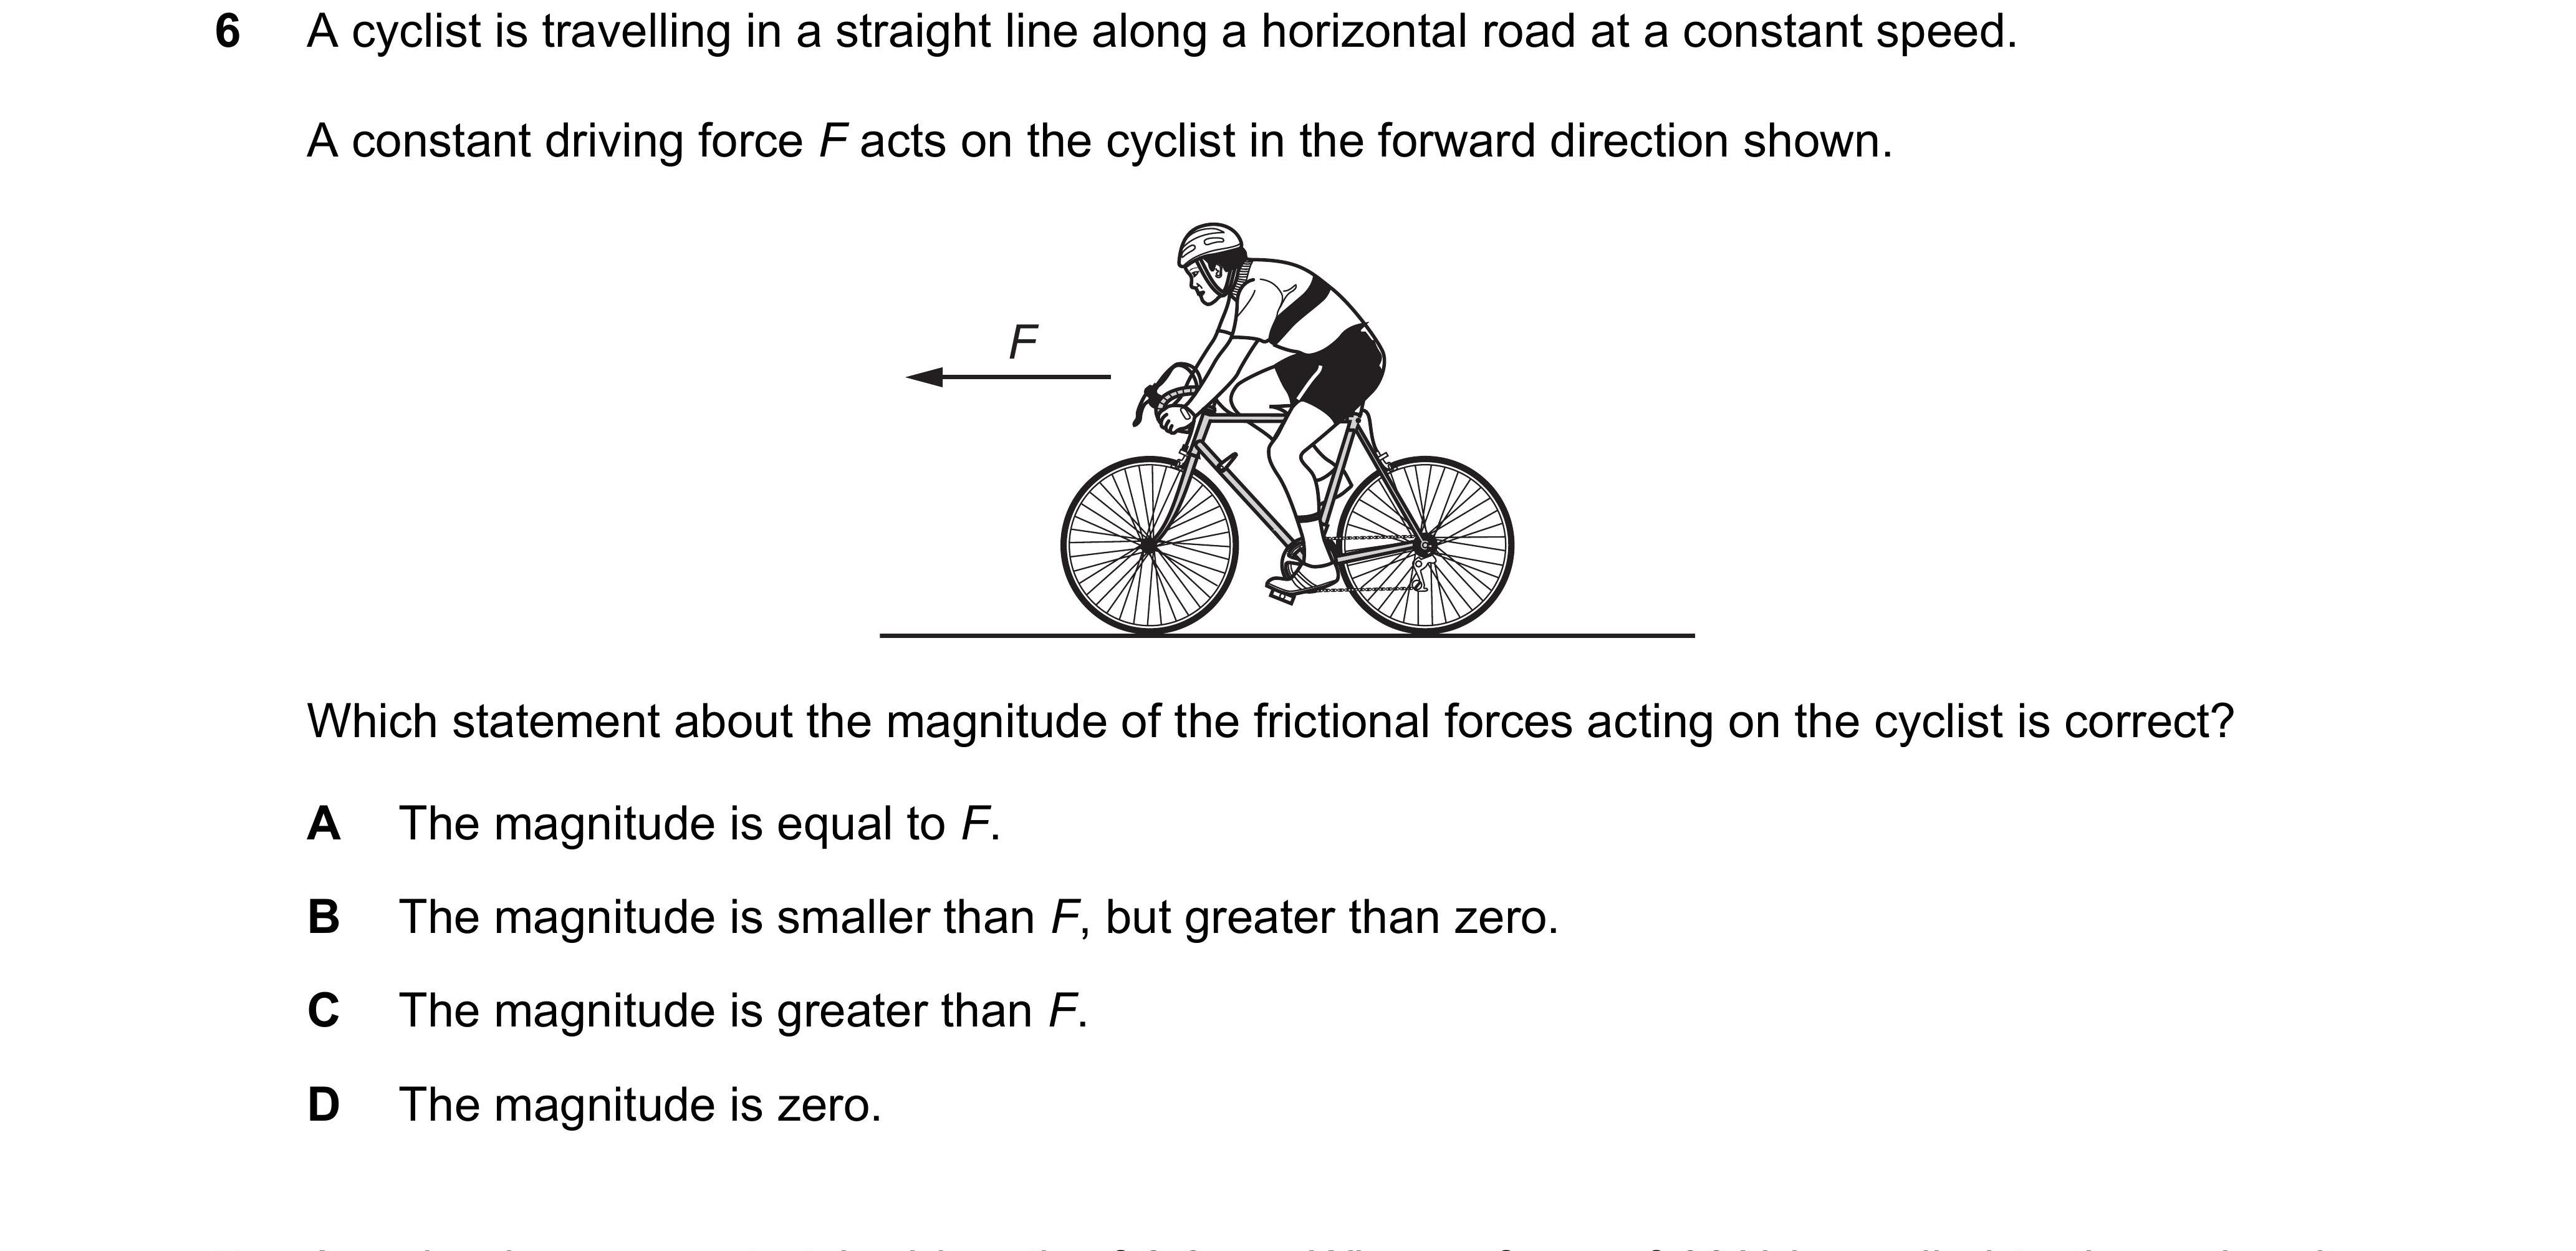 6 A cyclist is travelling in a straight line along a horizontal road at a constant speed.
A constant driving force F acts on the cyclist in the forward direction shown.
F
Which statement about the magnitude of the frictional forces acting on the cyclist is correct?
A The magnitude is equal to F.
B The magnitude is smaller than F, but greater than zero.
C The magnitude is greater than F.
D The magnitude is zero.